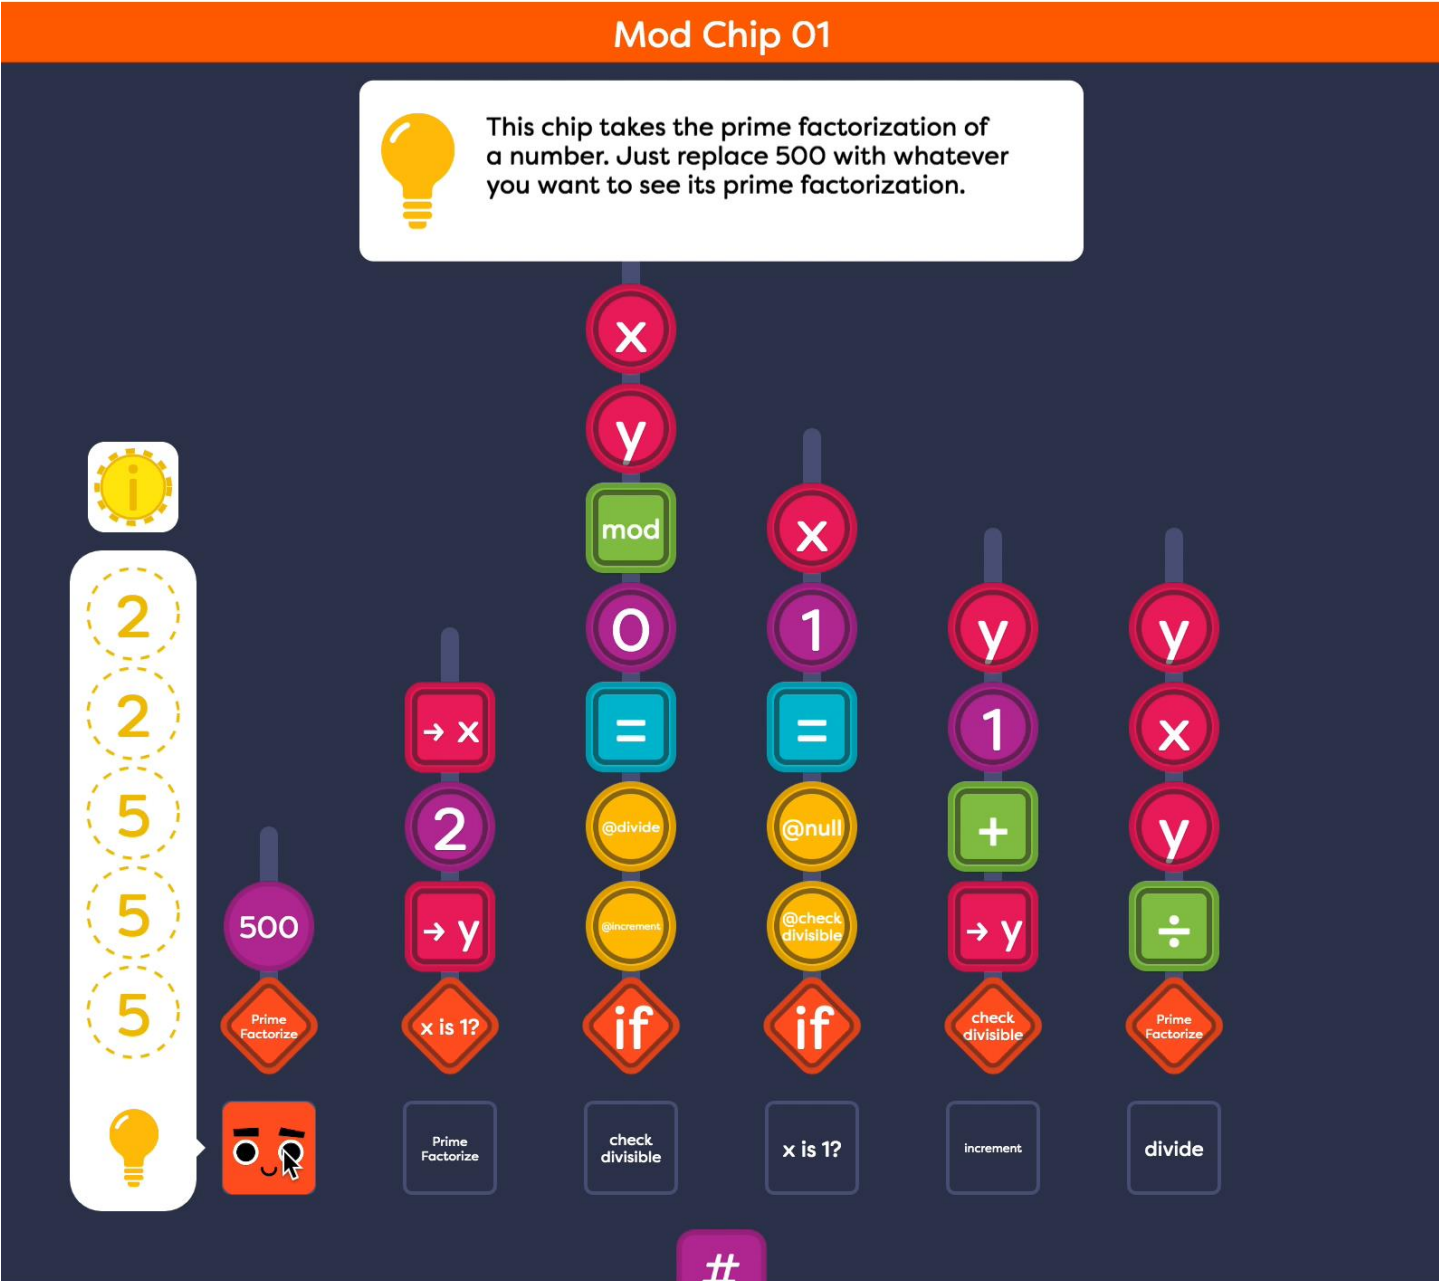 Mod Chip 01
This chip takes the prime factorization of
a number. Just replace 500 with whatever
you want to see its prime factorization.
i
2
2
5
5
5
500
Prime
Factorize
→ x
2
→ y
x is 1?
Prime
Factorize
x
y
mod
0
=
@divide
@increment
if
check
divisible
x
1
=
@null
@check
divisible
if
x is 1?
y
1
+
→ y
check
divisible
increment
y
x
y
÷
Prime
Factorize
divide
#